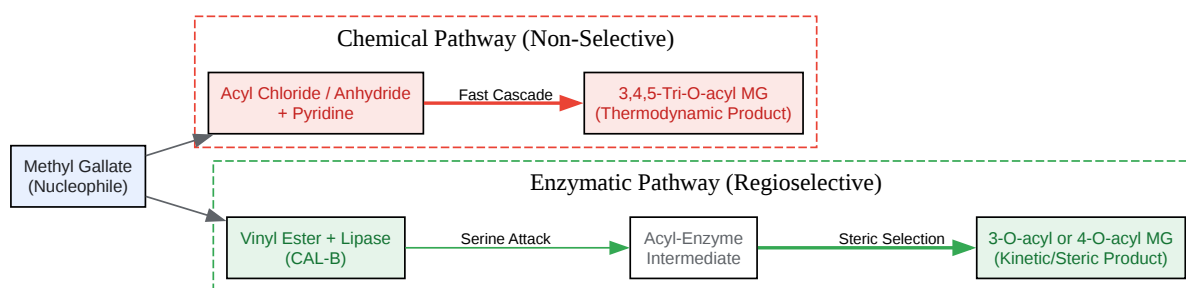 Chemical Pathway (Non-Selective)
Acyl Chloride / Anhydride
+ Pyridine
Fast Cascade
3,4,5-Tri-O-acyl MG
(Thermodynamic Product)
Methyl Gallate
(Nucleophile)
Enzymatic Pathway (Regioselective)
Vinyl Ester + Lipase
(CAL-B)
Serine Attack
Acyl-Enzyme
Intermediate
Steric Selection
3-O-acyl or 4-O-acyl MG
(Kinetic/Steric Product)